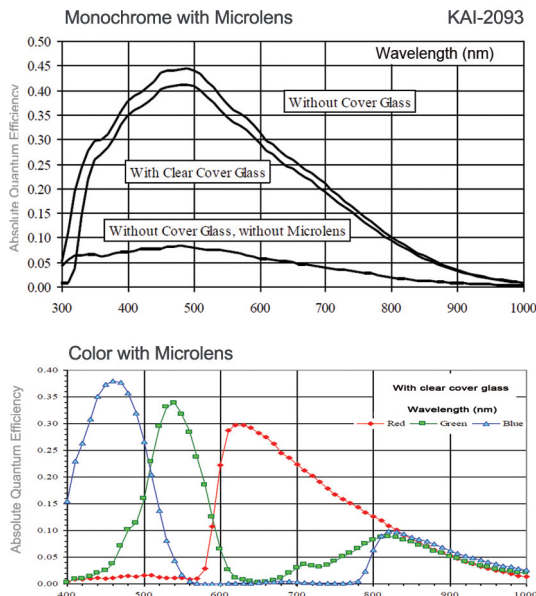 Monochrome with Microlens KAI-2093
Absolute Quantum Efficiency
0.50
0.45
0.40
0.35
0.30
0.25
0.20
0.15
0.10
0.05
0.00
Wavelength (nm)
Without Cover Glass
With Clear Cover Glass
Without Cover Glass, without Microlens
300 400 500 600 700 800 900 1000
Color with Microlens
Absolute Quantum Efficiency
0.40
0.35
0.30
0.25
0.20
0.15
0.10
0.05
0.00
With clear cover glass
Wavelength (nm)
Red Green Blue
400 500 600 700 800 900 1000